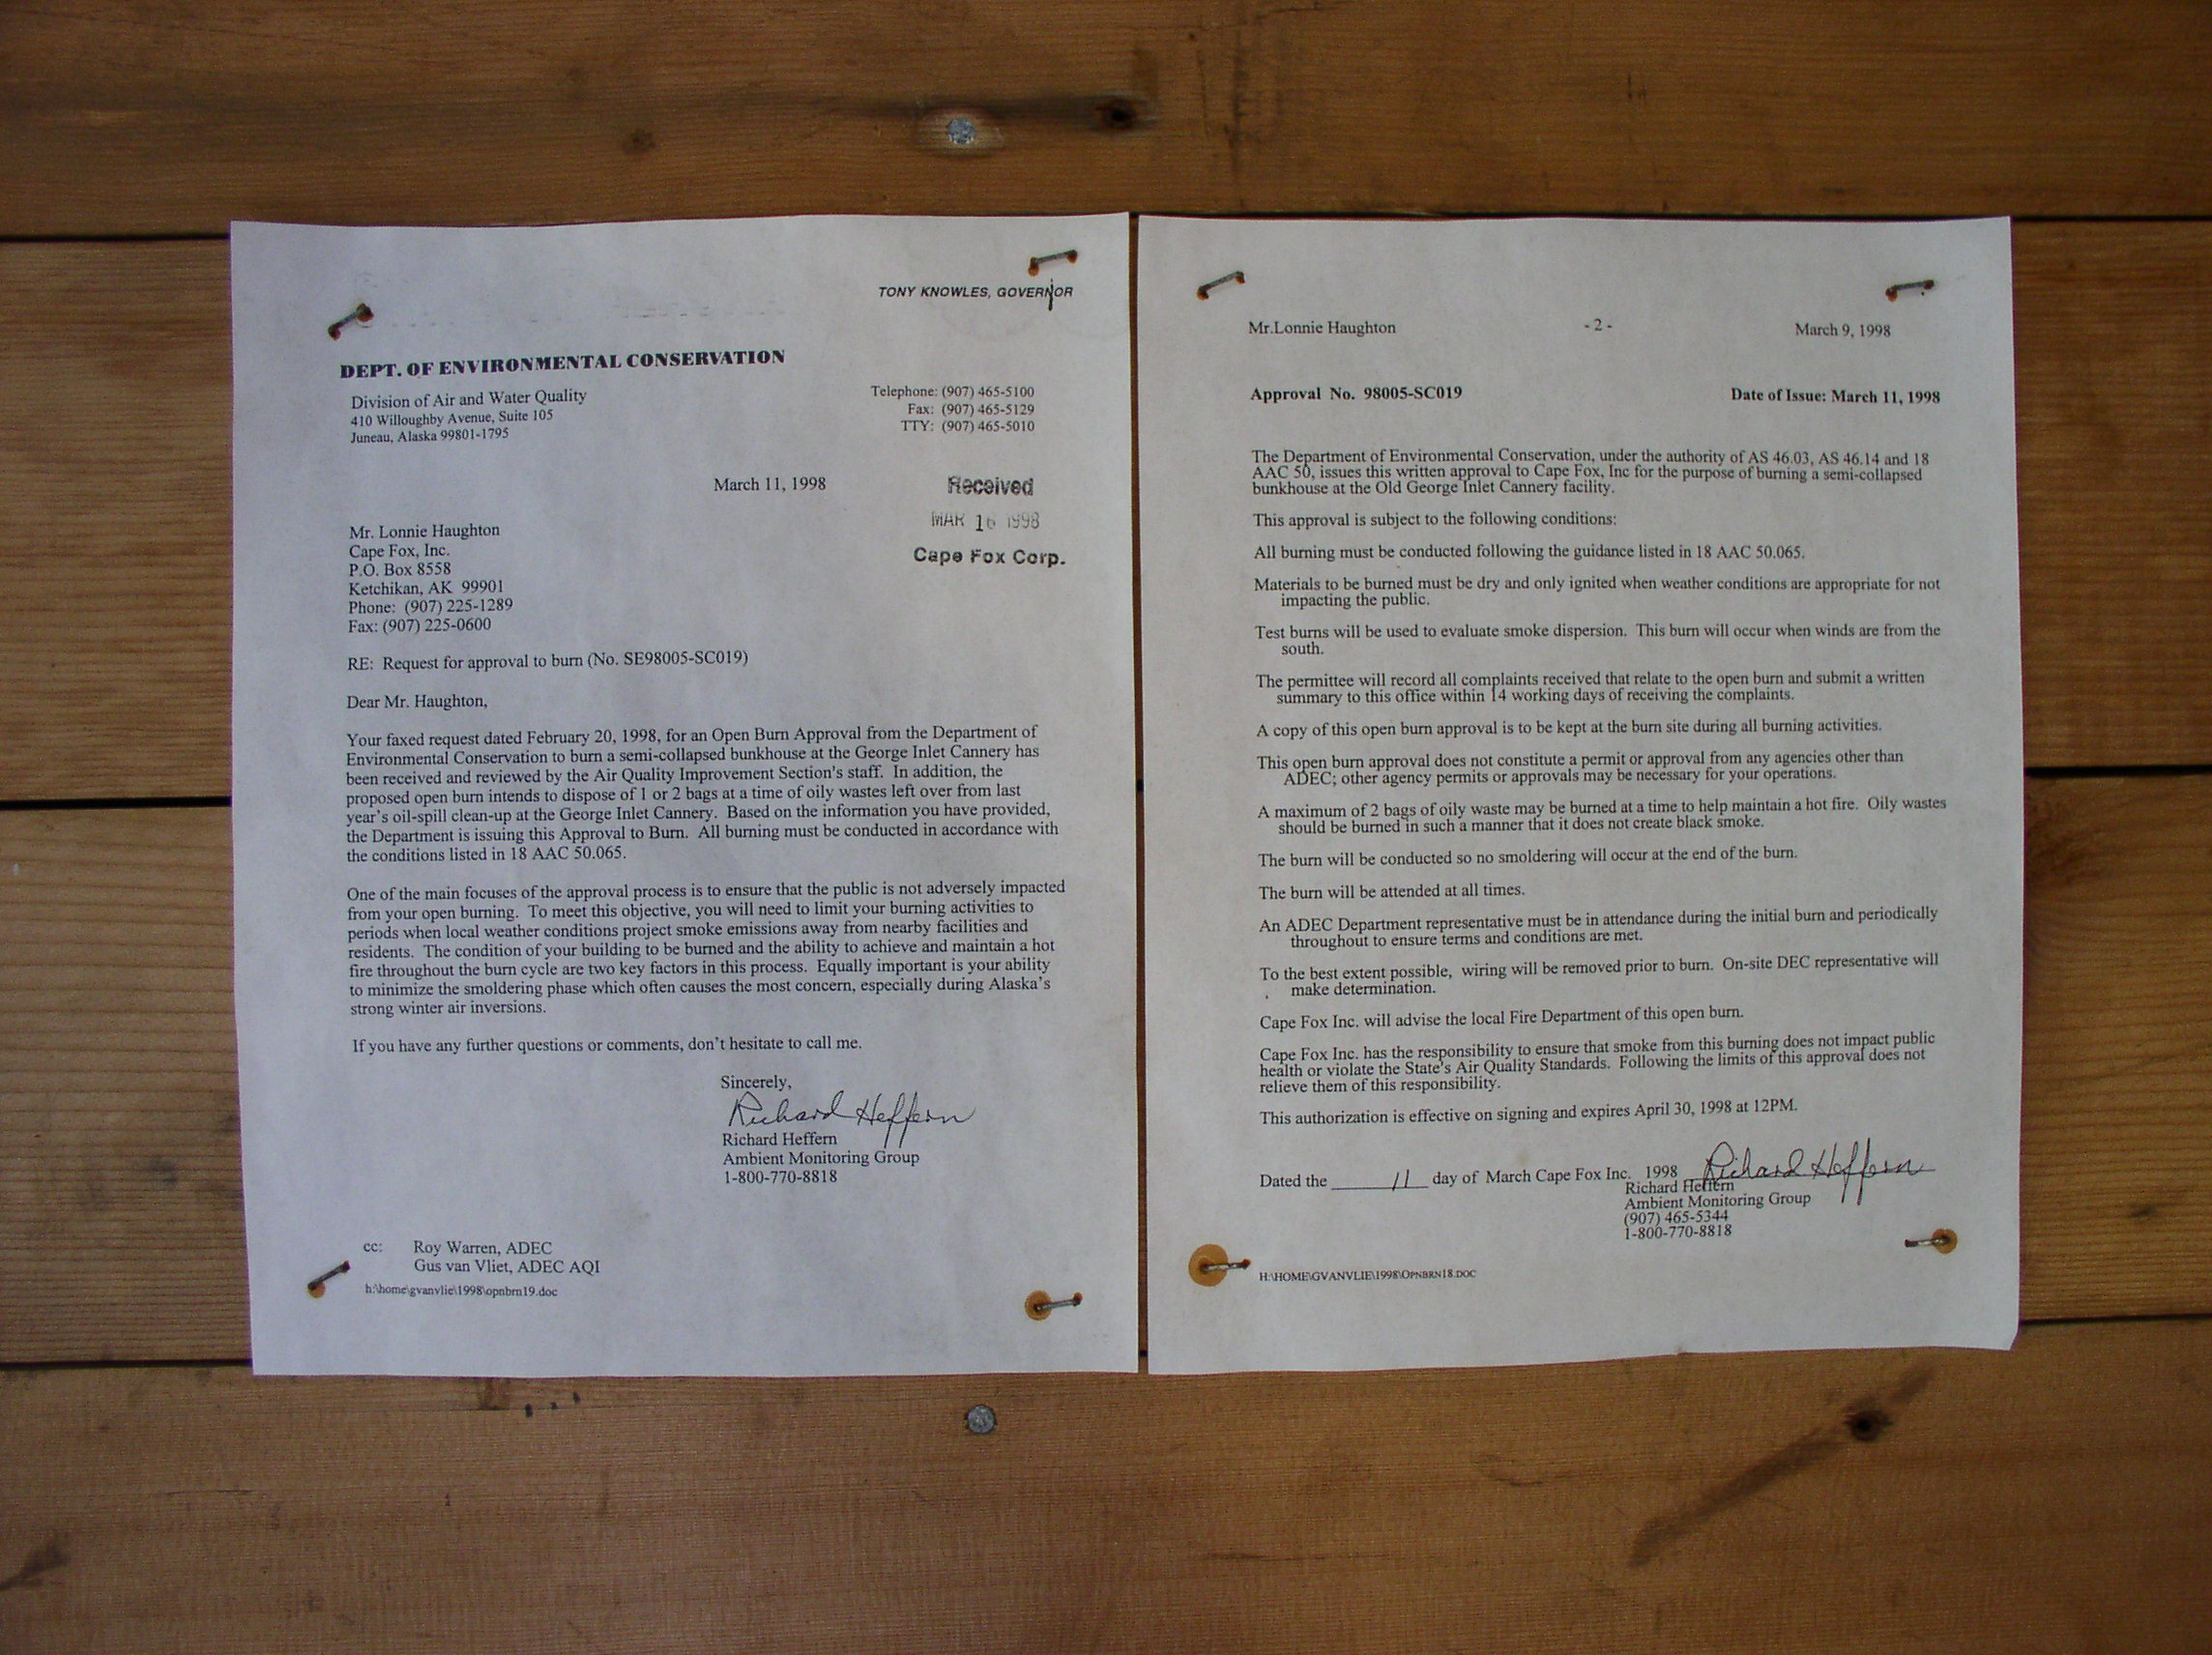 TONY KNOWLES, GOVERNOR
DEPT. OF ENVIRONMENTAL CONSERVATION
Division of Air and Water Quality
410 Willoughby Avenue, Suite 105
Juneau, Alaska 99801-1795
Telephone: (907) 465-5100
Fax: (907) 465-5129
TTY: (907) 465-5010
March 11, 1998
Received
MAR 16 1998
Cape Fox Corp.
Mr. Lonnie Haughton
Cape Fox, Inc.
P.O. Box 8558
Ketchikan, AK 99901
Phone: (907) 225-1289
Fax: (907) 225-0600
RE: Request for approval to burn (No. SE98005-SC019)
Dear Mr. Haughton,
Your faxed request dated February 20, 1998, for an Open Burn Approval from the Department of
Environmental Conservation to burn a semi-collapsed bunkhouse at the George Inlet Cannery has
been received and reviewed by the Air Quality Improvement Section's staff. In addition, the
proposed open burn intends to dispose of 1 or 2 bags at a time of oily wastes left over from last
year's oil-spill clean-up at the George Inlet Cannery. Based on the information you have provided,
the Department is issuing this Approval to Burn. All burning must be conducted in accordance with
the conditions listed in 18 AAC 50.065.
One of the main focuses of the approval process is to ensure that the public is not adversely impacted
from your open burning. To meet this objective, you will need to limit your burning activities to
periods when local weather conditions project smoke emissions away from nearby facilities and
residents. The condition of your building to be burned and the ability to achieve and maintain a hot
fire throughout the burn cycle are two key factors in this process. Equally important is your ability
to minimize the smoldering phase which often causes the most concern, especially during Alaska's
strong winter air inversions.
If you have any further questions or comments, don't hesitate to call me.
Sincerely,
Richard Heffern
Richard Heffern
Ambient Monitoring Group
1-800-770-8818
cc: Roy Warren, ADEC
Gus van Vliet, ADEC AQI
h:\home\gvanvlie\1998\opnbrn19.doc
Mr.Lonnie Haughton - 2 - March 9, 1998
Approval No. 98005-SC019 Date of Issue: March 11, 1998
The Department of Environmental Conservation, under the authority of AS 46.03, AS 46.14 and 18
AAC 50, issues this written approval to Cape Fox, Inc for the purpose of burning a semi-collapsed
bunkhouse at the Old George Inlet Cannery facility.
This approval is subject to the following conditions:
All burning must be conducted following the guidance listed in 18 AAC 50.065.
Materials to be burned must be dry and only ignited when weather conditions are appropriate for not
impacting the public.
Test burns will be used to evaluate smoke dispersion. This burn will occur when winds are from the
south.
The permittee will record all complaints received that relate to the open burn and submit a written
summary to this office within 14 working days of receiving the complaints.
A copy of this open burn approval is to be kept at the burn site during all burning activities.
This open burn approval does not constitute a permit or approval from any agencies other than
ADEC; other agency permits or approvals may be necessary for your operations.
A maximum of 2 bags of oily waste may be burned at a time to help maintain a hot fire. Oily wastes
should be burned in such a manner that it does not create black smoke.
The burn will be conducted so no smoldering will occur at the end of the burn.
The burn will be attended at all times.
An ADEC Department representative must be in attendance during the initial burn and periodically
throughout to ensure terms and conditions are met.
To the best extent possible, wiring will be removed prior to burn. On-site DEC representative will
make determination.
Cape Fox Inc. will advise the local Fire Department of this open burn.
Cape Fox Inc. has the responsibility to ensure that smoke from this burning does not impact public
health or violate the State's Air Quality Standards. Following the limits of this approval does not
relieve them of this responsibility.
This authorization is effective on signing and expires April 30, 1998 at 12PM.
Dated the 11 day of March Cape Fox Inc. 1998 Richard Heffern
Richard Heffern
Ambient Monitoring Group
(907) 465-5344
1-800-770-8818
H:\HOME\GVANVLIE\1998\OPNBRN18.DOC